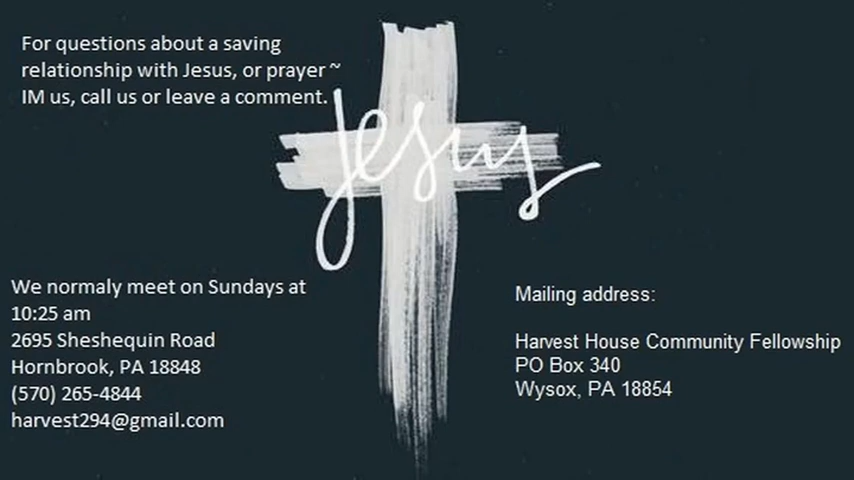 For questions about a saving
relationship with Jesus, or prayer ~
IM us, call us or leave a comment.
Jesus
We normaly meet on Sundays at
10:25 am
2695 Sheshequin Road
Hornbrook, PA 18848
(570) 265-4844
harvest294@gmail.com
Mailing address:
Harvest House Community Fellowship
PO Box 340
Wysox, PA 18854